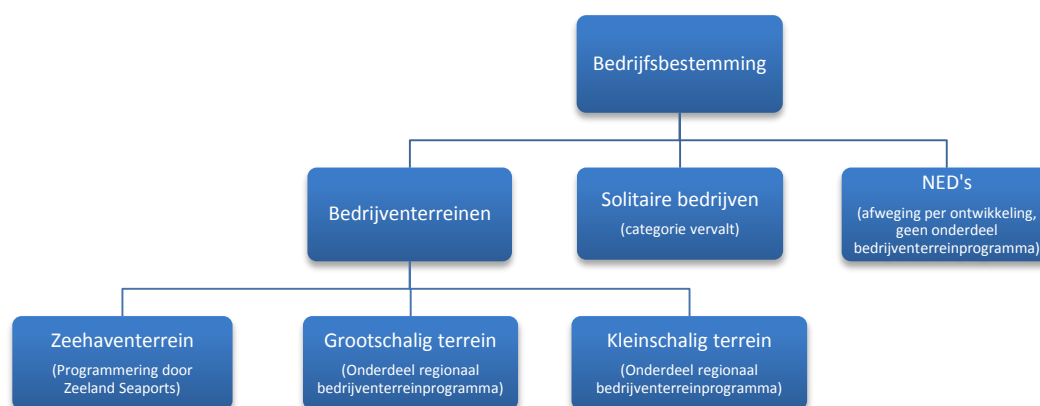 Bedrijfsbestemming
Bedrijventerreinen
Solitaire bedrijven
(categorie vervalt)
NED's
(afweging per ontwikkeling,
geen onderdeel
bedrijventerreinprogramma)
Zeehaventerrein
(Programmering door
Zeeland Seaports)
Grootschalig terrein
(Onderdeel regionaal
bedrijventerreinprogramma)
Kleinschalig terrein
(Onderdeel regionaal
bedrijventerreinprogramma)